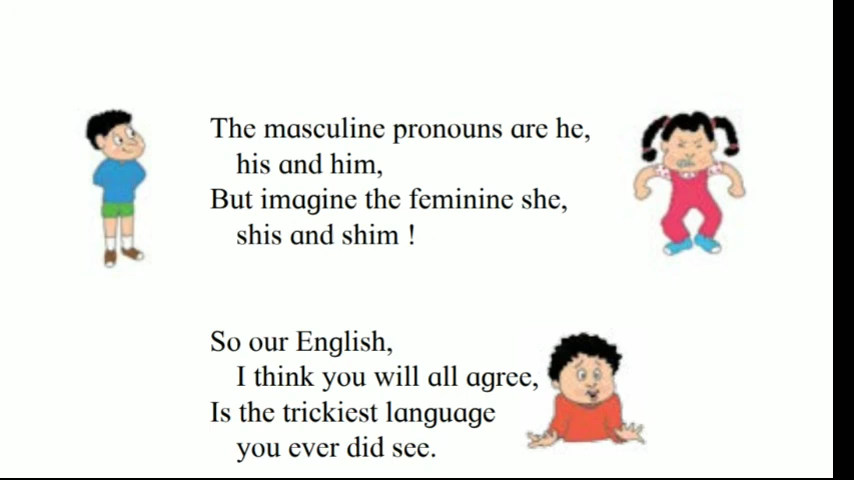 The masculine pronouns are he,
his and him,
But imagine the feminine she,
shis and shim !
So our English,
I think you will all agree,
Is the trickiest language
you ever did see.